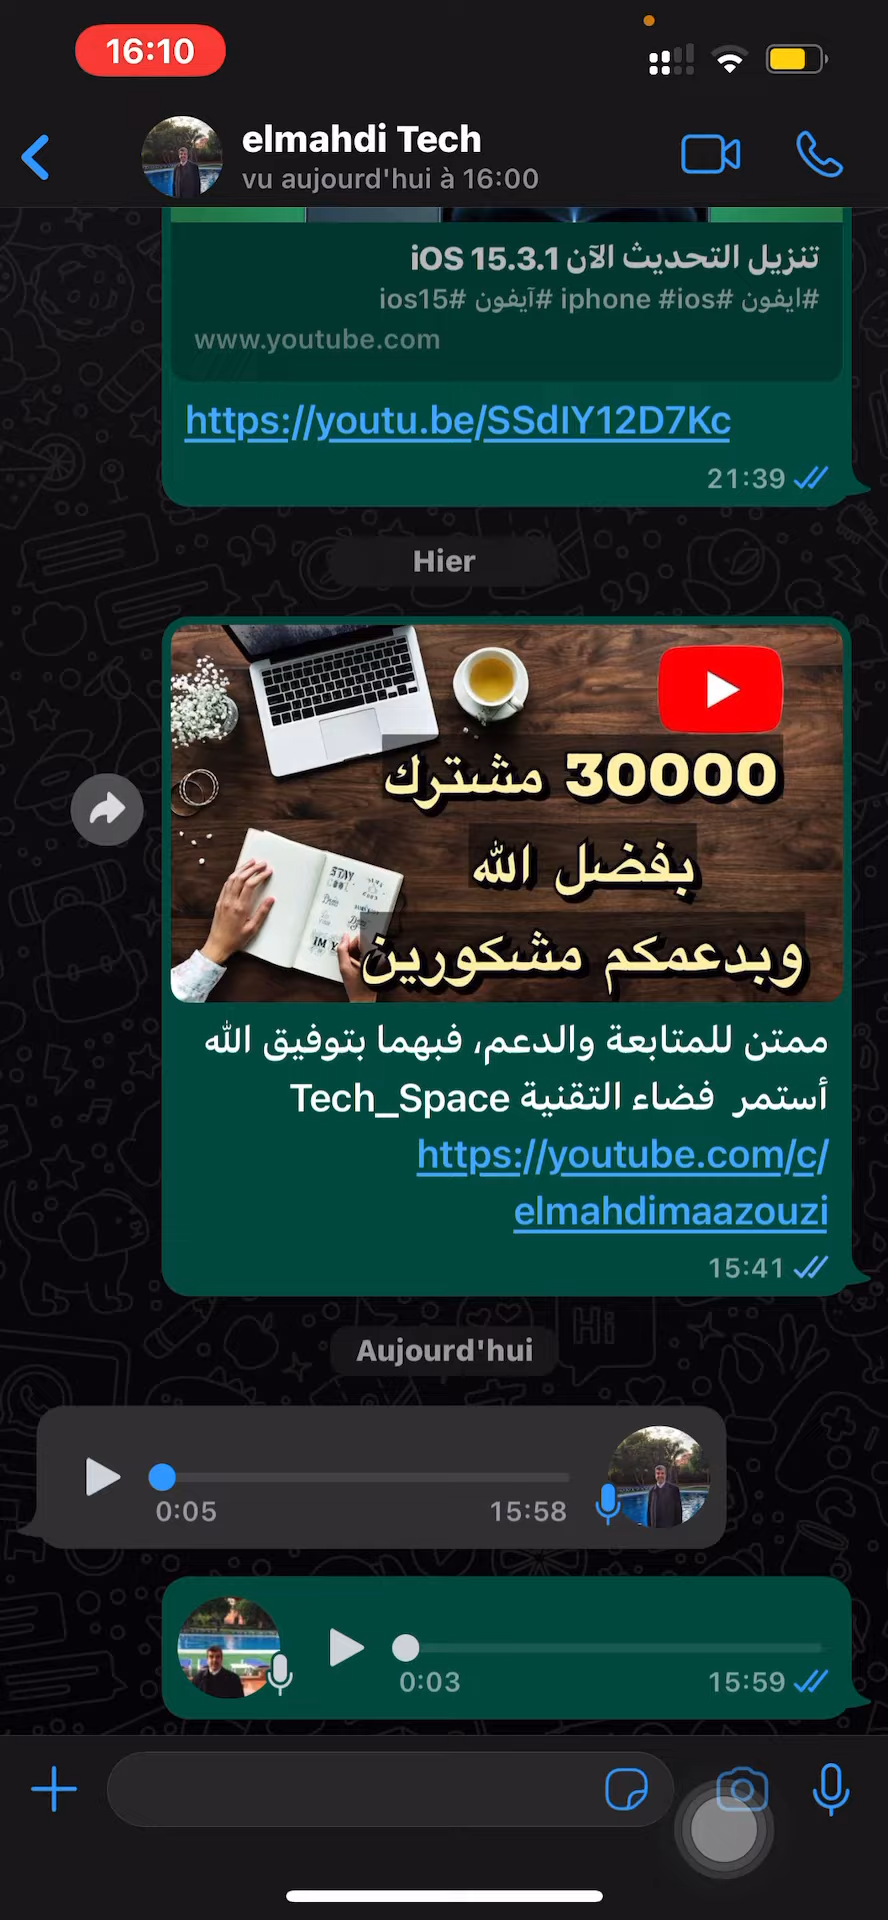 16:10
elmahdi Tech
vu aujourd'hui à 16:00
تنزيل التحديث الآن iOS 15.3.1
#ايفون #iphone #ios #آيفون #ios15
www.youtube.com
https://youtu.be/SSdIY12D7Kc
21:39
Hier
30000 مشترك
بفضل الله
وبدعمكم مشكورين
STAY
COOL
IM Y
ممتن للمتابعة والدعم، فبهما بتوفيق الله
أستمر فضاء التقنية Tech_Space
https://youtube.com/c/
elmahdimaazouzi
15:41
Aujourd'hui
0:05 15:58
0:03 15:59